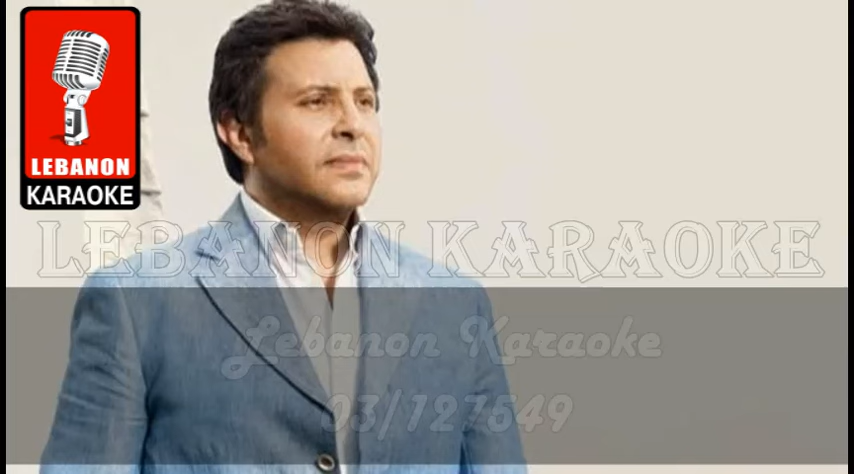 LEBANON
KARAOKE
LEBANON KARAOKE
Lebanon Karaoke
03/127549